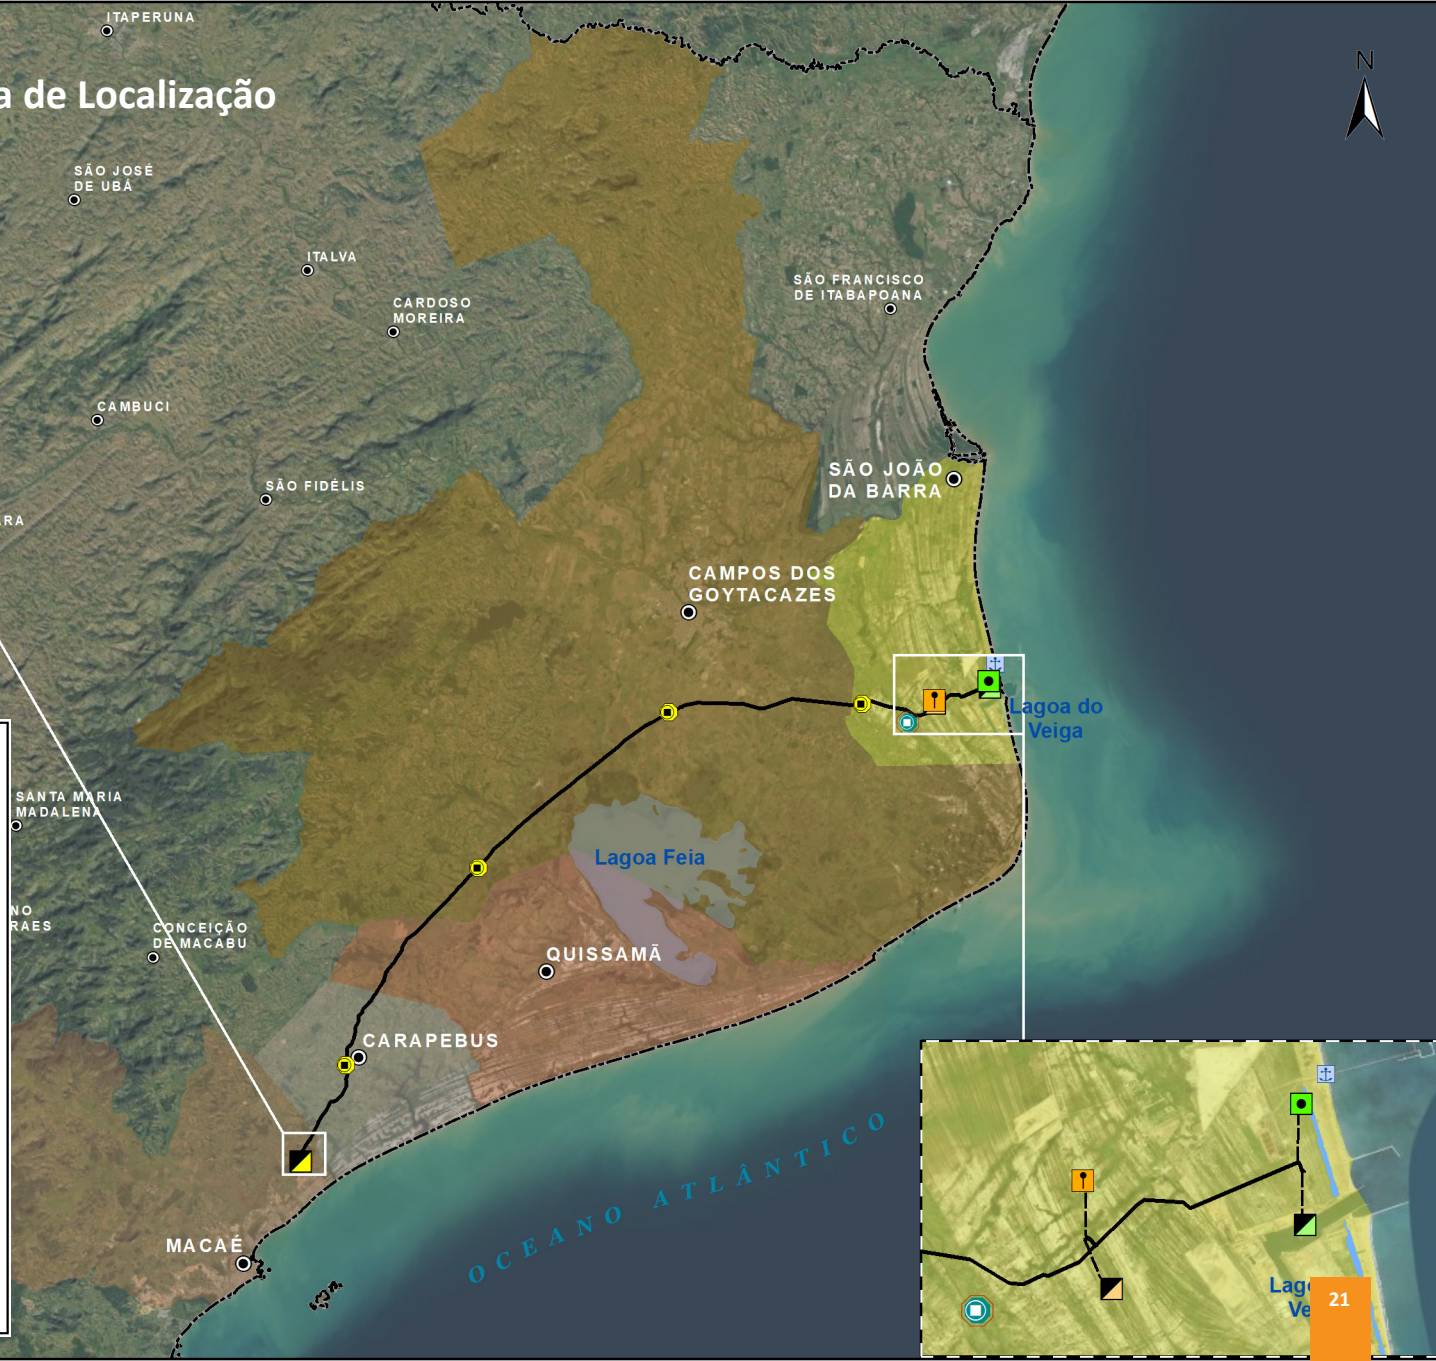 ITAPERUNA
N
a de Localização
SÃO JOSÉ
DE UBÁ
ITALVA
SÃO FRANCISCO
DE ITABAPOANA
CARDOSO
MOREIRA
CAMBUCI
SÃO JOÃO
DA BARRA
SÃO FIDÉLIS
ARA
CAMPOS DOS
GOYTACAZES
Lagoa do
Veiga
SANTA MARIA
MADALENA
Lagoa Feia
NO
RAES
CONCEIÇÃO
DE MACABU
QUISSAMÃ
CARAPEBUS
OCEANO ATLÂNTICO
MACAÉ
Lag
Ve
21